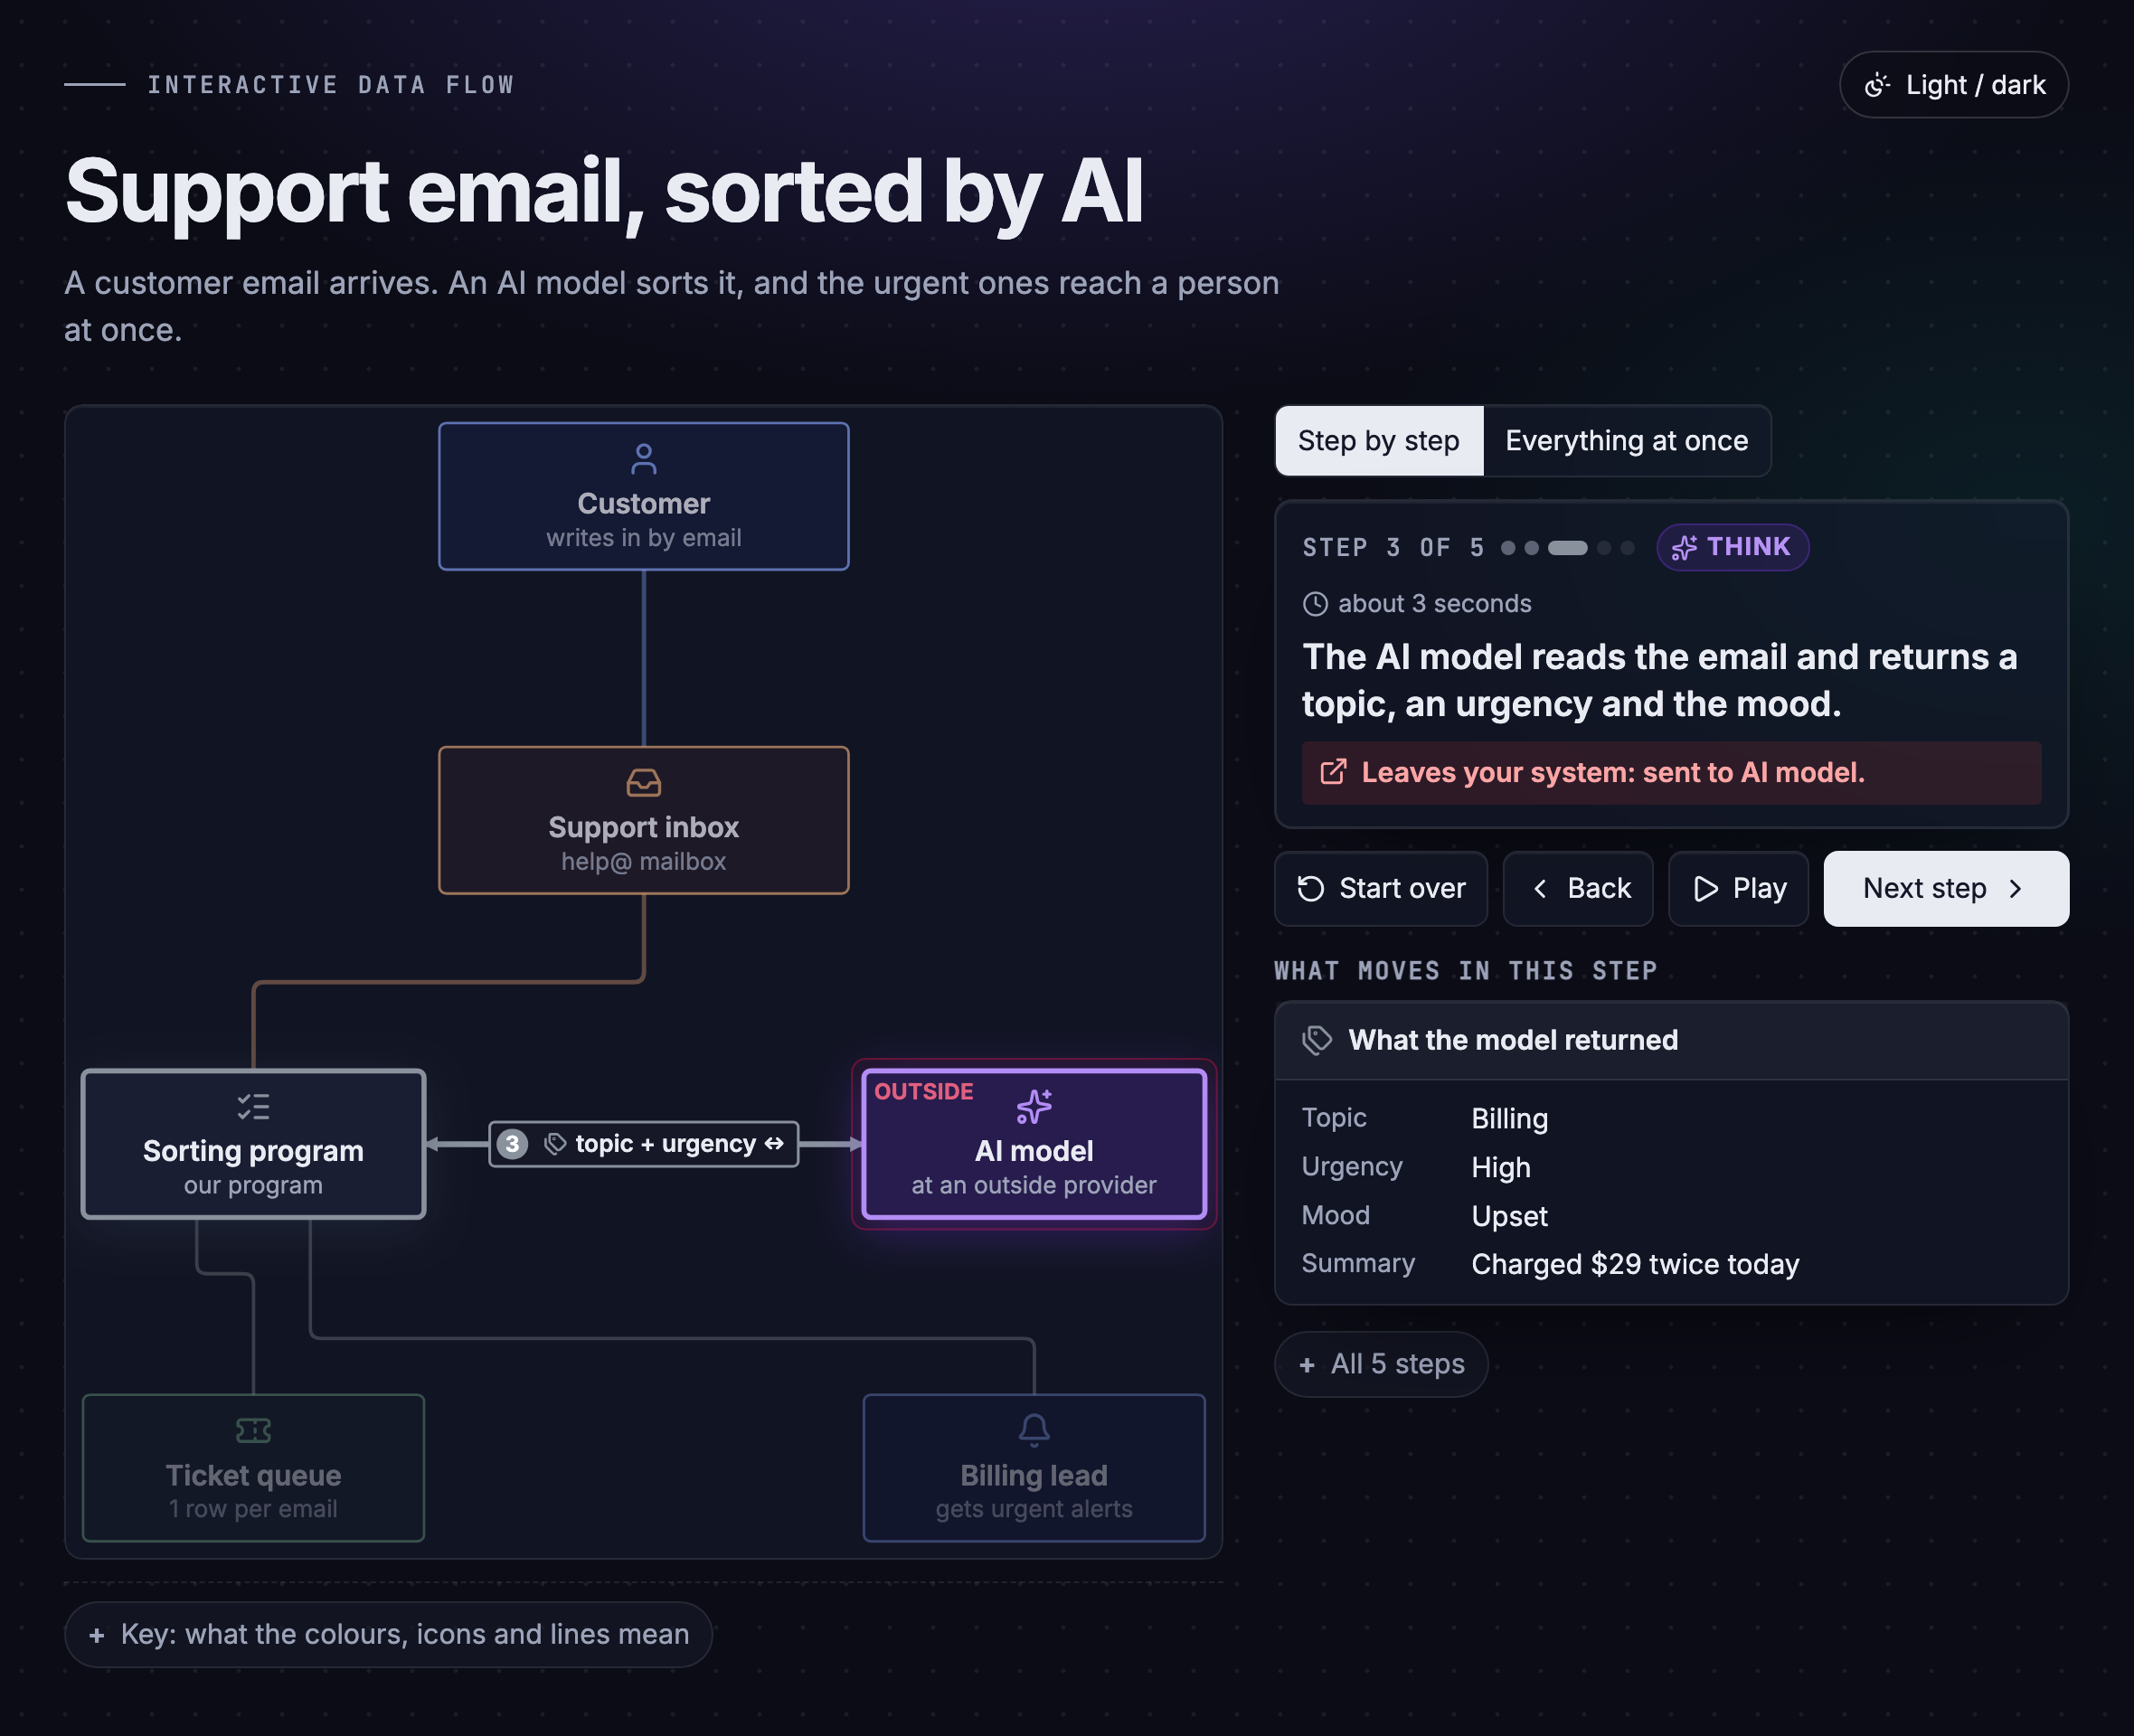 INTERACTIVE DATA FLOW
Light / dark
Support email, sorted by AI
A customer email arrives. An AI model sorts it, and the urgent ones reach a person
at once.
Customer
writes in by email
Support inbox
help@ mailbox
Sorting program
our program
3 topic + urgency ↔
OUTSIDE
AI model
at an outside provider
Ticket queue
1 row per email
Billing lead
gets urgent alerts
+ Key: what the colours, icons and lines mean
Step by step
Everything at once
STEP 3 OF 5
THINK
about 3 seconds
The AI model reads the email and returns a
topic, an urgency and the mood.
Leaves your system: sent to AI model.
Start over
Back
Play
Next step
WHAT MOVES IN THIS STEP
What the model returned
Topic Billing
Urgency High
Mood Upset
Summary Charged $29 twice today
+ All 5 steps